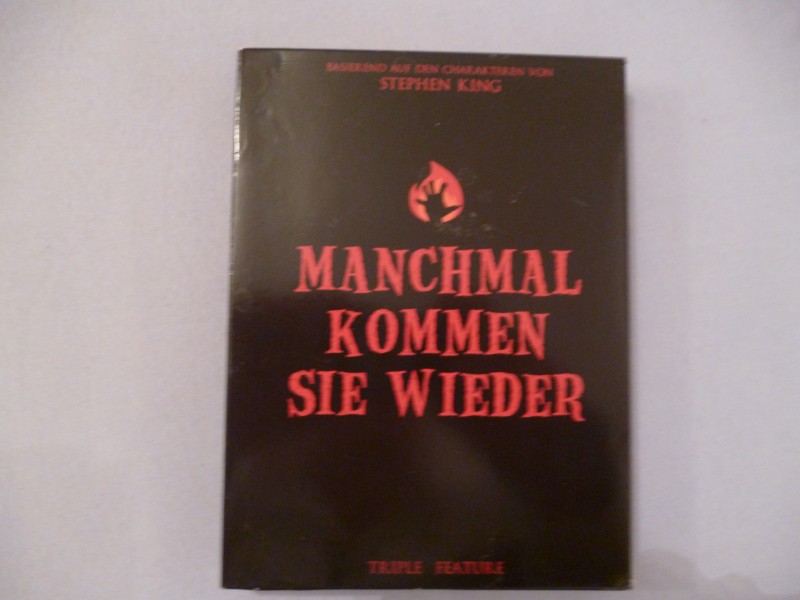 BASIEREND AUF DEN CHARAKTEREN VON
STEPHEN KING
MANCHMAL
KOMMEN
SIE WIEDER
TRIPLE FEATURE